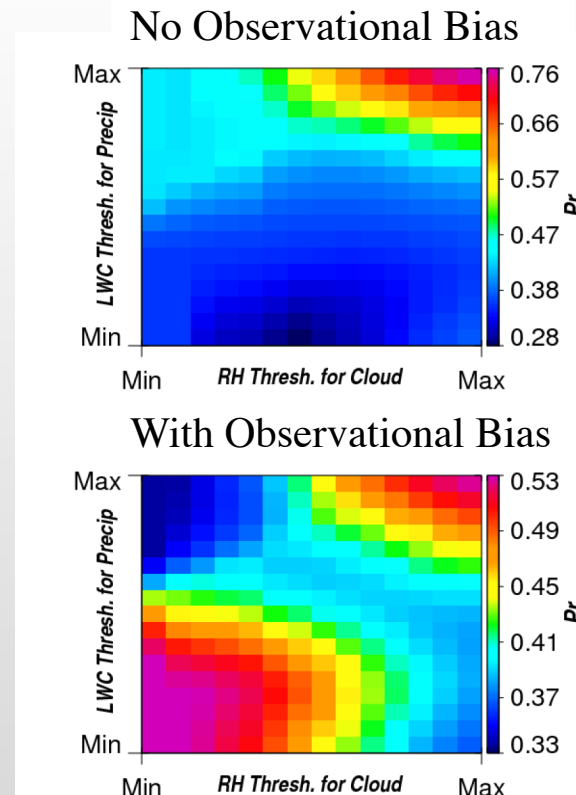 No Observational Bias
Max
LWC Thresh. for Precip
Min
Min RH Thresh. for Cloud Max
0.76
0.66
0.57
0.47
0.38
0.28
Pr
With Observational Bias
Max
LWC Thresh. for Precip
Min
Min RH Thresh. for Cloud Max
0.53
0.49
0.45
0.41
0.37
0.33
Pr